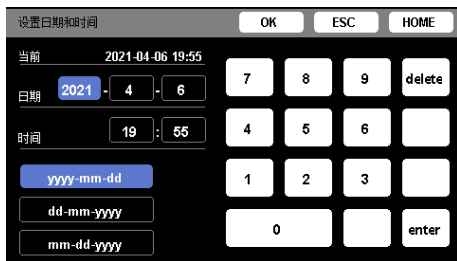 设置日期和时间 OK ESC HOME
当前 2021-04-06 19:55
日期 2021 - 4 - 6
时间 19 : 55
yyyy-mm-dd
dd-mm-yyyy
mm-dd-yyyy
7 8 9 delete
4 5 6
1 2 3
0 enter